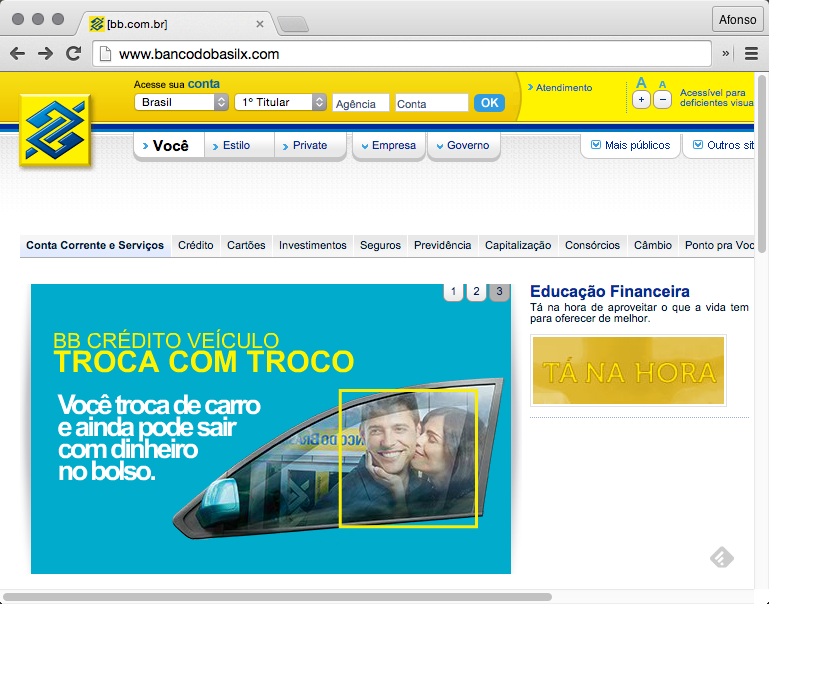 [bb.com.br]
Afonso
www.bancodobasilx.com
»
Acesse sua conta
Brasil
1º Titular
Agência
Conta
OK
Atendimento
A A
+ −
Acessível para
deficientes visua
Você
Estilo
Private
Empresa
Governo
Mais públicos
Outros sit
Conta Corrente e Serviços
Crédito
Cartões
Investimentos
Seguros
Previdência
Capitalização
Consórcios
Câmbio
Ponto pra Voc
1 2 3
BB CRÉDITO VEÍCULO
TROCA COM TROCO
Você troca de carro
e ainda pode sair
com dinheiro
no bolso.
Educação Financeira
Tá na hora de aproveitar o que a vida tem
para oferecer de melhor.
TÁ NA HORA